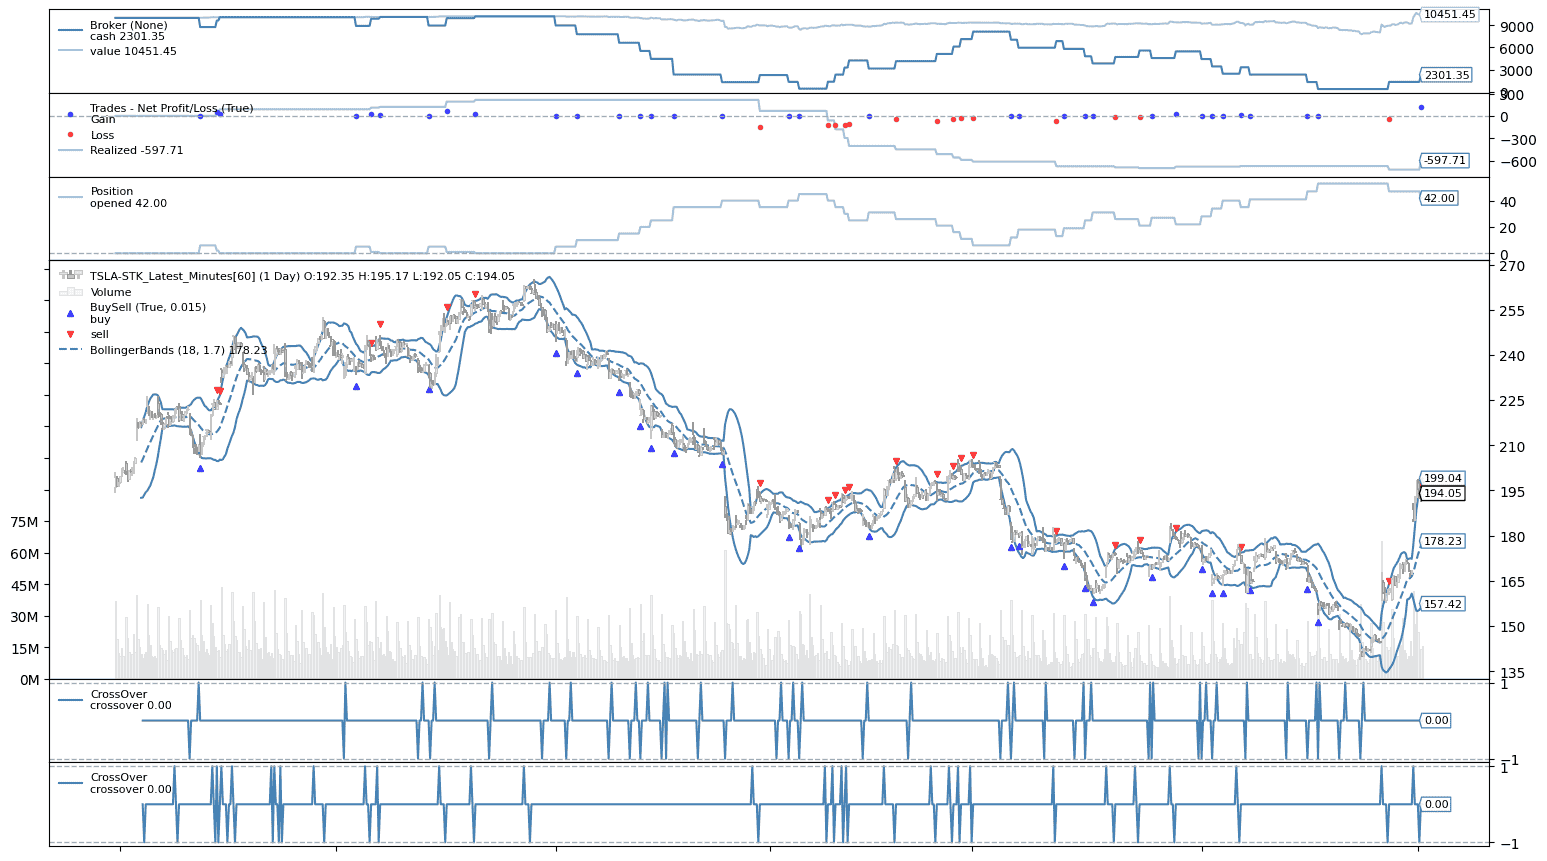 Broker (None)
cash 2301.35
value 10451.45
10451.45
9000
6000
3000
2301.35
0
Trades - Net Profit/Loss (True)
Gain
Loss
Realized -597.71
300
0
−300
−600
-597.71
Position
opened 42.00
40
42.00
20
0
TSLA-STK_Latest_Minutes[60] (1 Day) O:192.35 H:195.17 L:192.05 C:194.05
Volume
BuySell (True, 0.015)
buy
sell
BollingerBands (18, 1.7) 178.23
270
255
240
225
210
199.04
195
194.05
180
178.23
165
157.42
150
135
75M
60M
45M
30M
15M
0M
CrossOver
crossover 0.00
1
0.00
−1
CrossOver
crossover 0.00
1
0.00
−1